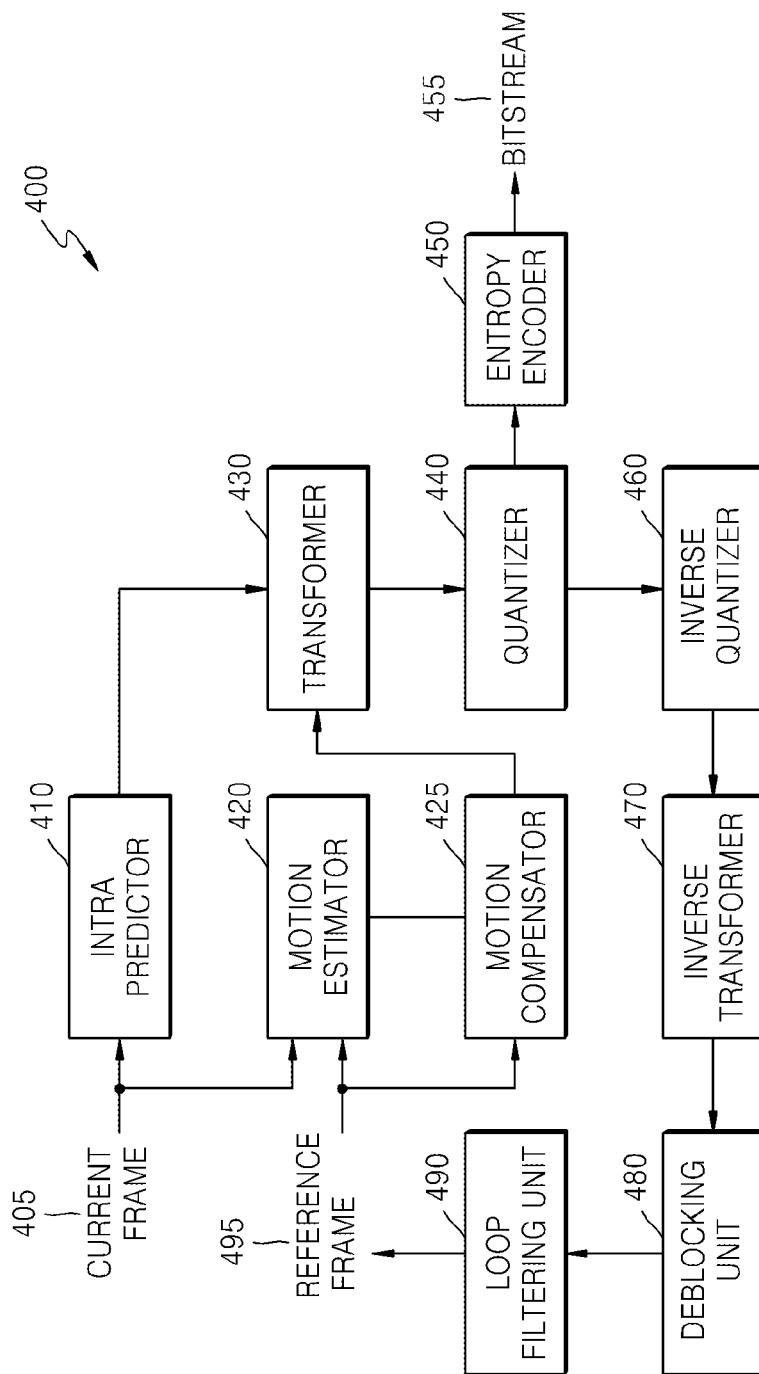 400
405
CURRENT
FRAME
410
INTRA
PREDICTOR
495
REFERENCE
FRAME
420
MOTION
ESTIMATOR
430
TRANSFORMER
490
LOOP
FILTERING UNIT
425
MOTION
COMPENSATOR
440
QUANTIZER
450
ENTROPY
ENCODER
455
BITSTREAM
480
DEBLOCKING
UNIT
470
INVERSE
TRANSFORMER
460
INVERSE
QUANTIZER